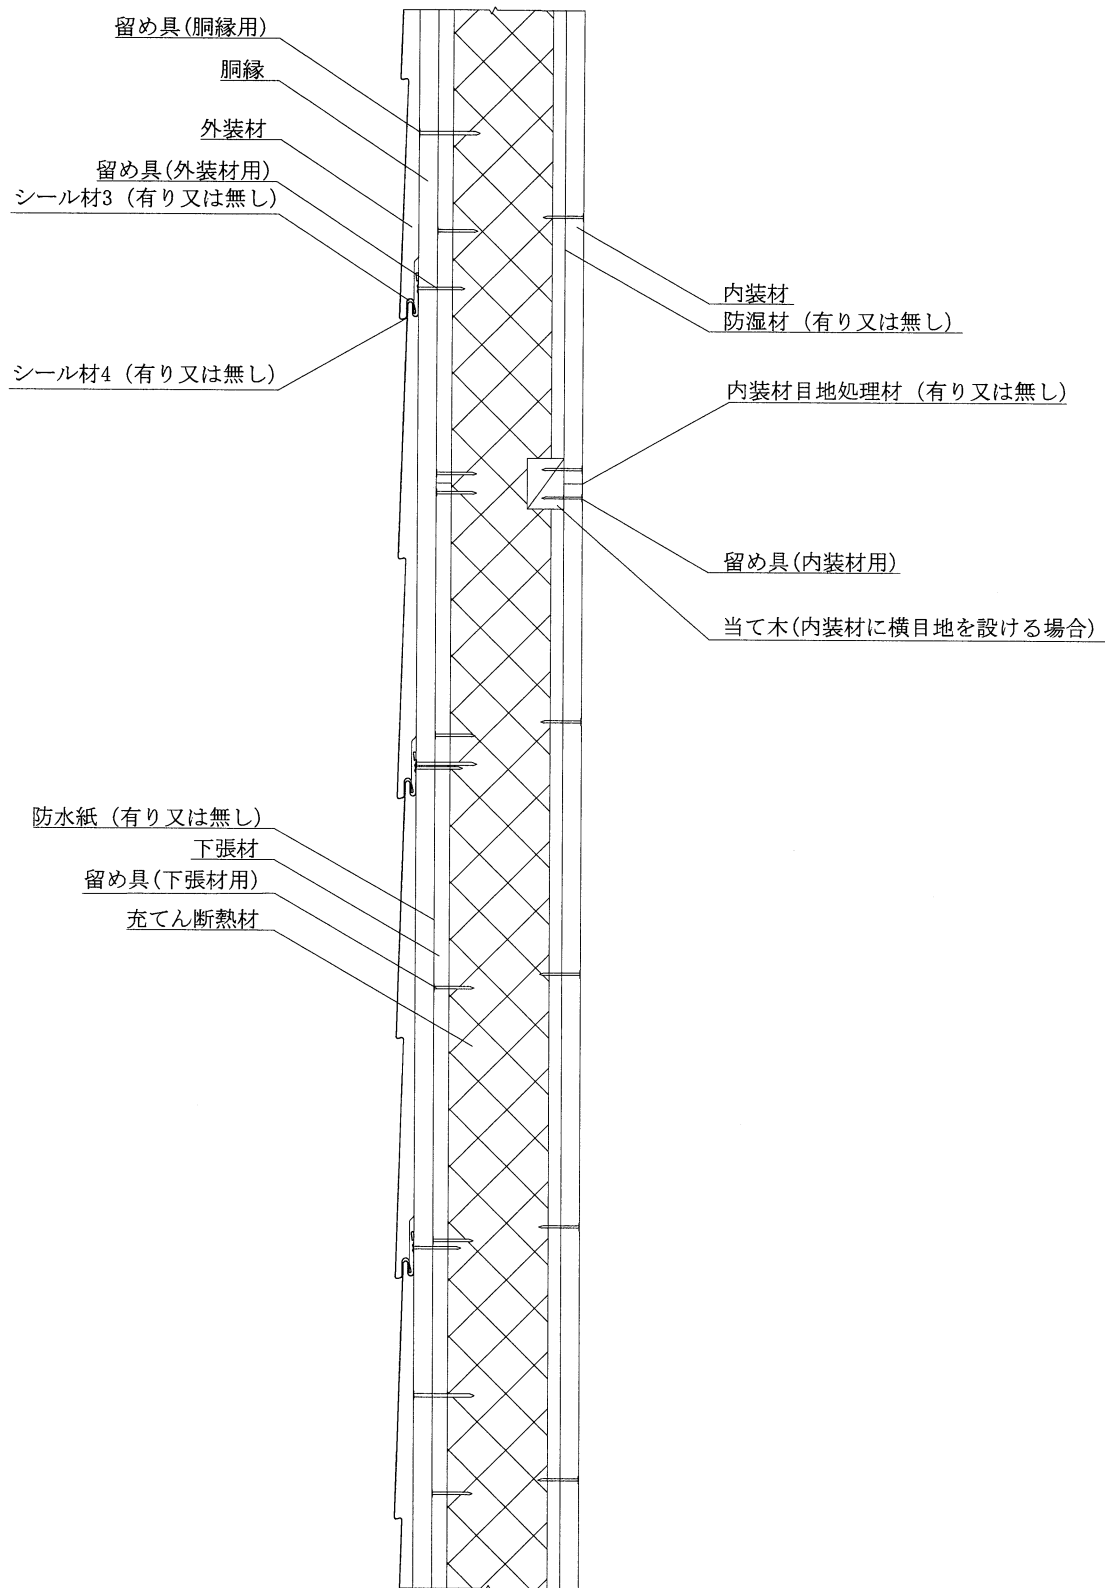 留め具(胴縁用)
胴縁
外装材
留め具(外装材用)
シール材3 (有り又は無し)
シール材4 (有り又は無し)
防水紙 (有り又は無し)
下張材
留め具(下張材用)
充てん断熱材
内装材
防湿材 (有り又は無し)
内装材目地処理材 (有り又は無し)
留め具(内装材用)
当て木(内装材に横目地を設ける場合)